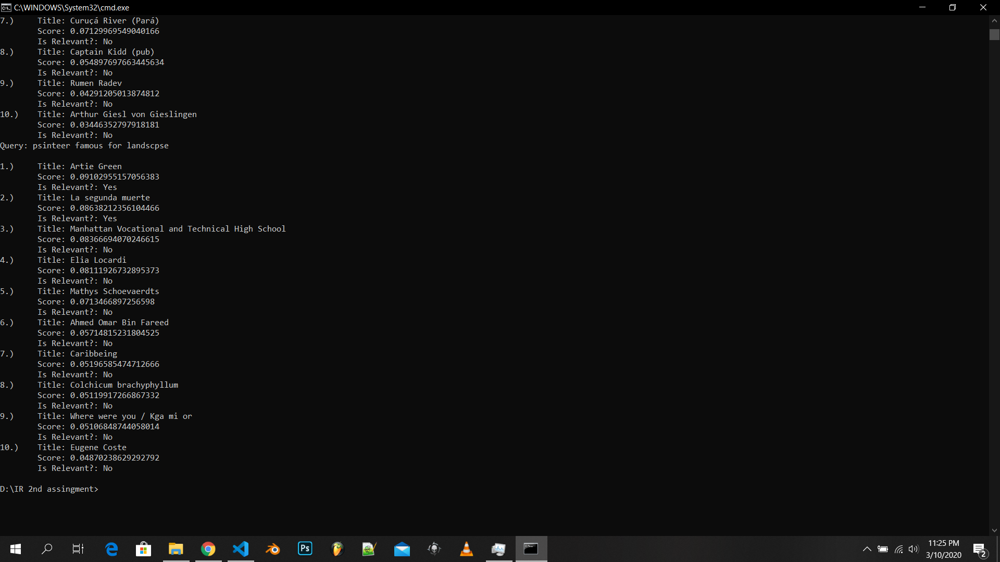 C:\WINDOWS\System32\cmd.exe
7.) Title: Curuçá River (Pará)
Score: 0.07129969549040166
Is Relevant?: No
8.) Title: Captain Kidd (pub)
Score: 0.054897697663445634
Is Relevant?: No
9.) Title: Rumen Radev
Score: 0.04291205013874812
Is Relevant?: No
10.) Title: Arthur Giesl von Gieslingen
Score: 0.03446352797918181
Is Relevant?: No
Query: psinteer famous for landscpse
1.) Title: Artie Green
Score: 0.09102955157056383
Is Relevant?: Yes
2.) Title: La segunda muerte
Score: 0.08638212356104466
Is Relevant?: Yes
3.) Title: Manhattan Vocational and Technical High School
Score: 0.08366694070246615
Is Relevant?: No
4.) Title: Elia Locardi
Score: 0.08111926732895373
Is Relevant?: No
5.) Title: Mathys Schoevaerdts
Score: 0.0713466897256598
Is Relevant?: No
6.) Title: Ahmed Omar Bin Fareed
Score: 0.05714815231804525
Is Relevant?: No
7.) Title: Caribbeing
Score: 0.05196585474712666
Is Relevant?: No
8.) Title: Colchicum brachyphyllum
Score: 0.05119917266867332
Is Relevant?: No
9.) Title: Where were you / Kga mi or
Score: 0.05106848744058014
Is Relevant?: No
10.) Title: Eugene Coste
Score: 0.04870238629292792
Is Relevant?: No
D:\IR 2nd assingment>
Ps
11:25 PM
3/10/2020
2